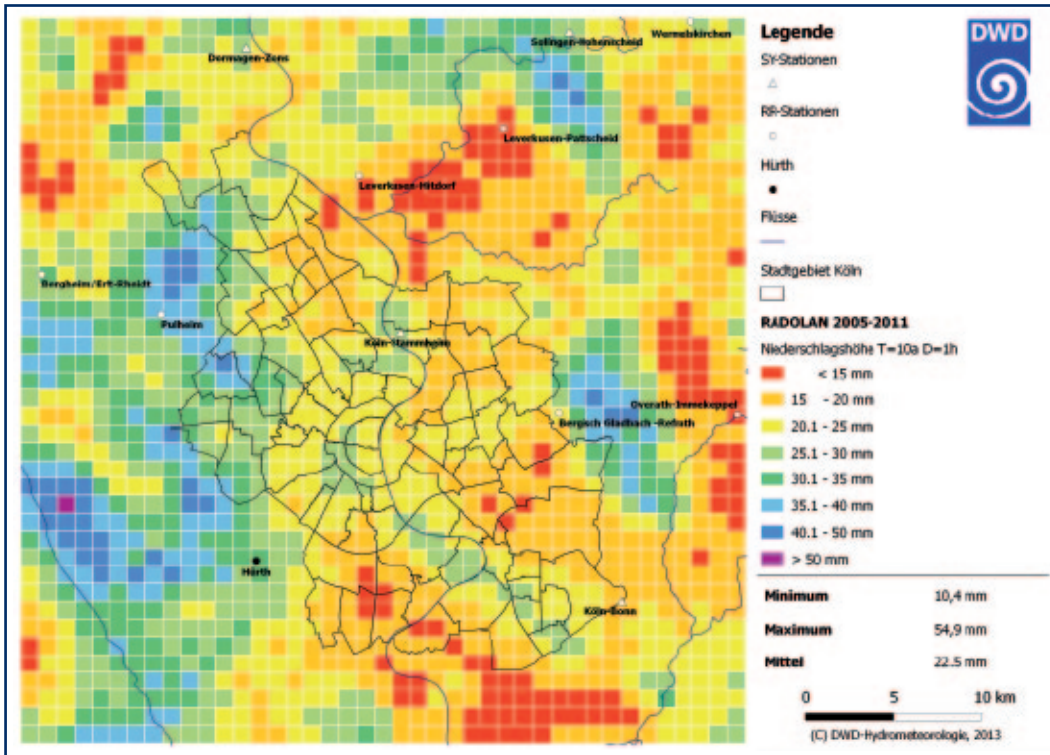 Dormagen-Zons
Solingen-Hohenscheid
Wermelskirchen
Leverkusen-Pattscheid
Leverkusen-Hitdorf
Bergheim/Erft-Rheidt
Pulheim
Köln-Stammheim
Overath-Immekeppel
Bergisch Gladbach -Refrath
Hürth
Köln-Bonn
Legende
DWD
SY-Stationen
RR-Stationen
Hürth
Flüsse
Stadtgebiet Köln
RADOLAN 2005-2011
Niederschlagshöhe T=10a D=1h
< 15 mm
15 - 20 mm
20.1 - 25 mm
25.1 - 30 mm
30.1 - 35 mm
35.1 - 40 mm
40.1 - 50 mm
> 50 mm
Minimum 10,4 mm
Maximum 54,9 mm
Mittel 22.5 mm
0 5 10 km
(C) DWD-Hydrometeorologie, 2013